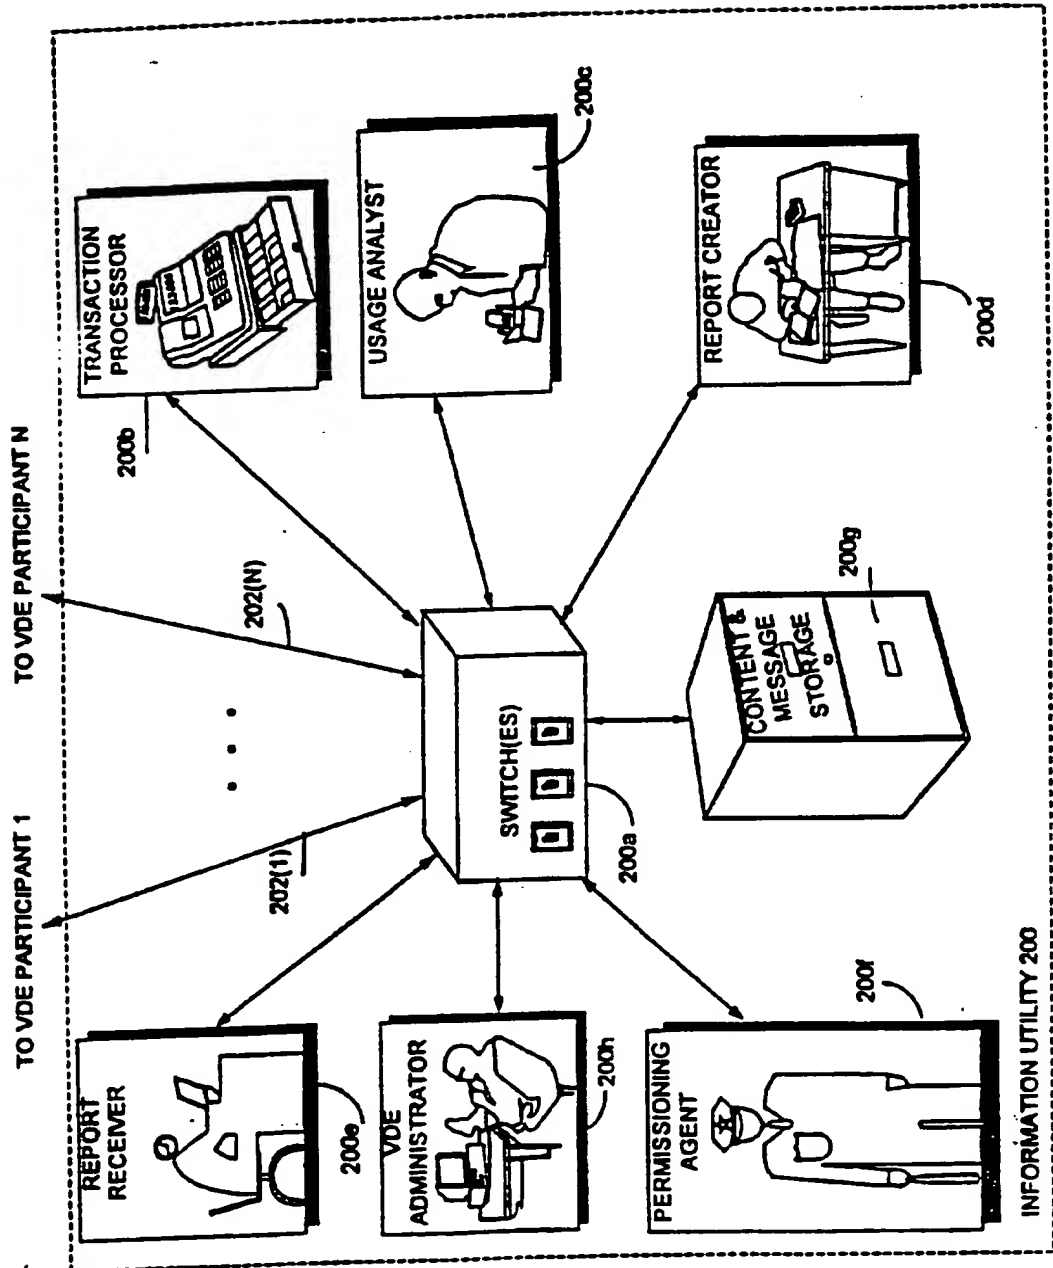 TO VDE PARTICIPANT 1
TO VDE PARTICIPANT N
202(1)
202(N)
REPORT
RECEIVER
200e
TRANSACTION
PROCESSOR
200b
VDE
ADMINISTRATOR
200h
SWITCH(ES)
200a
USAGE ANALYST
200c
PERMISSIONING
AGENT
200f
CONTENT &
MESSAGE
STORAGE
200g
REPORT CREATOR
200d
INFORMATION UTILITY 200